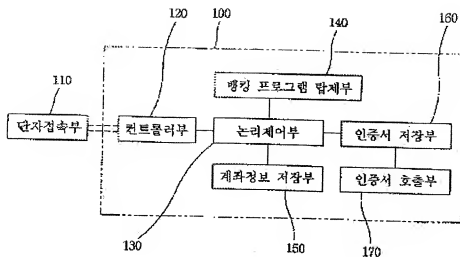 100
120
140
110
160
뱅킹 프로그램 탑재부
단자접속부
컨트롤러부
논리제어부
인증서 저장부
계좌정보 저장부
인증서 호출부
130
150
170